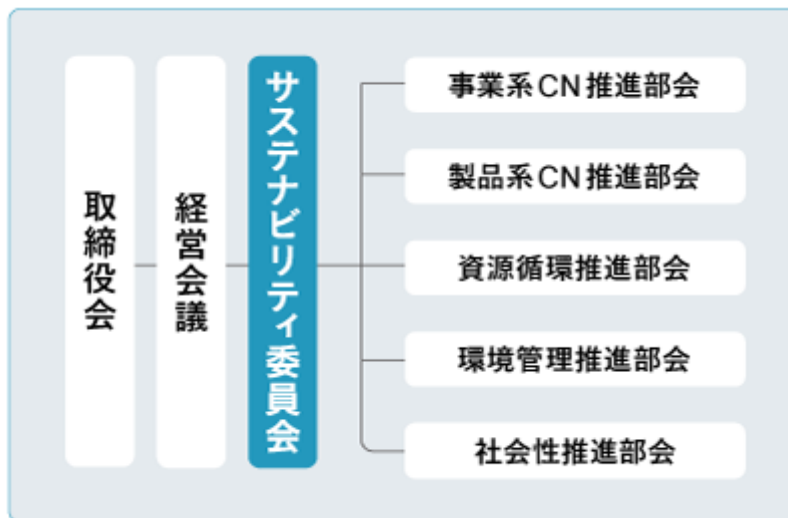 取締役会
経営会議
サステナビリティ委員会
事業系CN推進部会
製品系CN推進部会
資源循環推進部会
環境管理推進部会
社会性推進部会